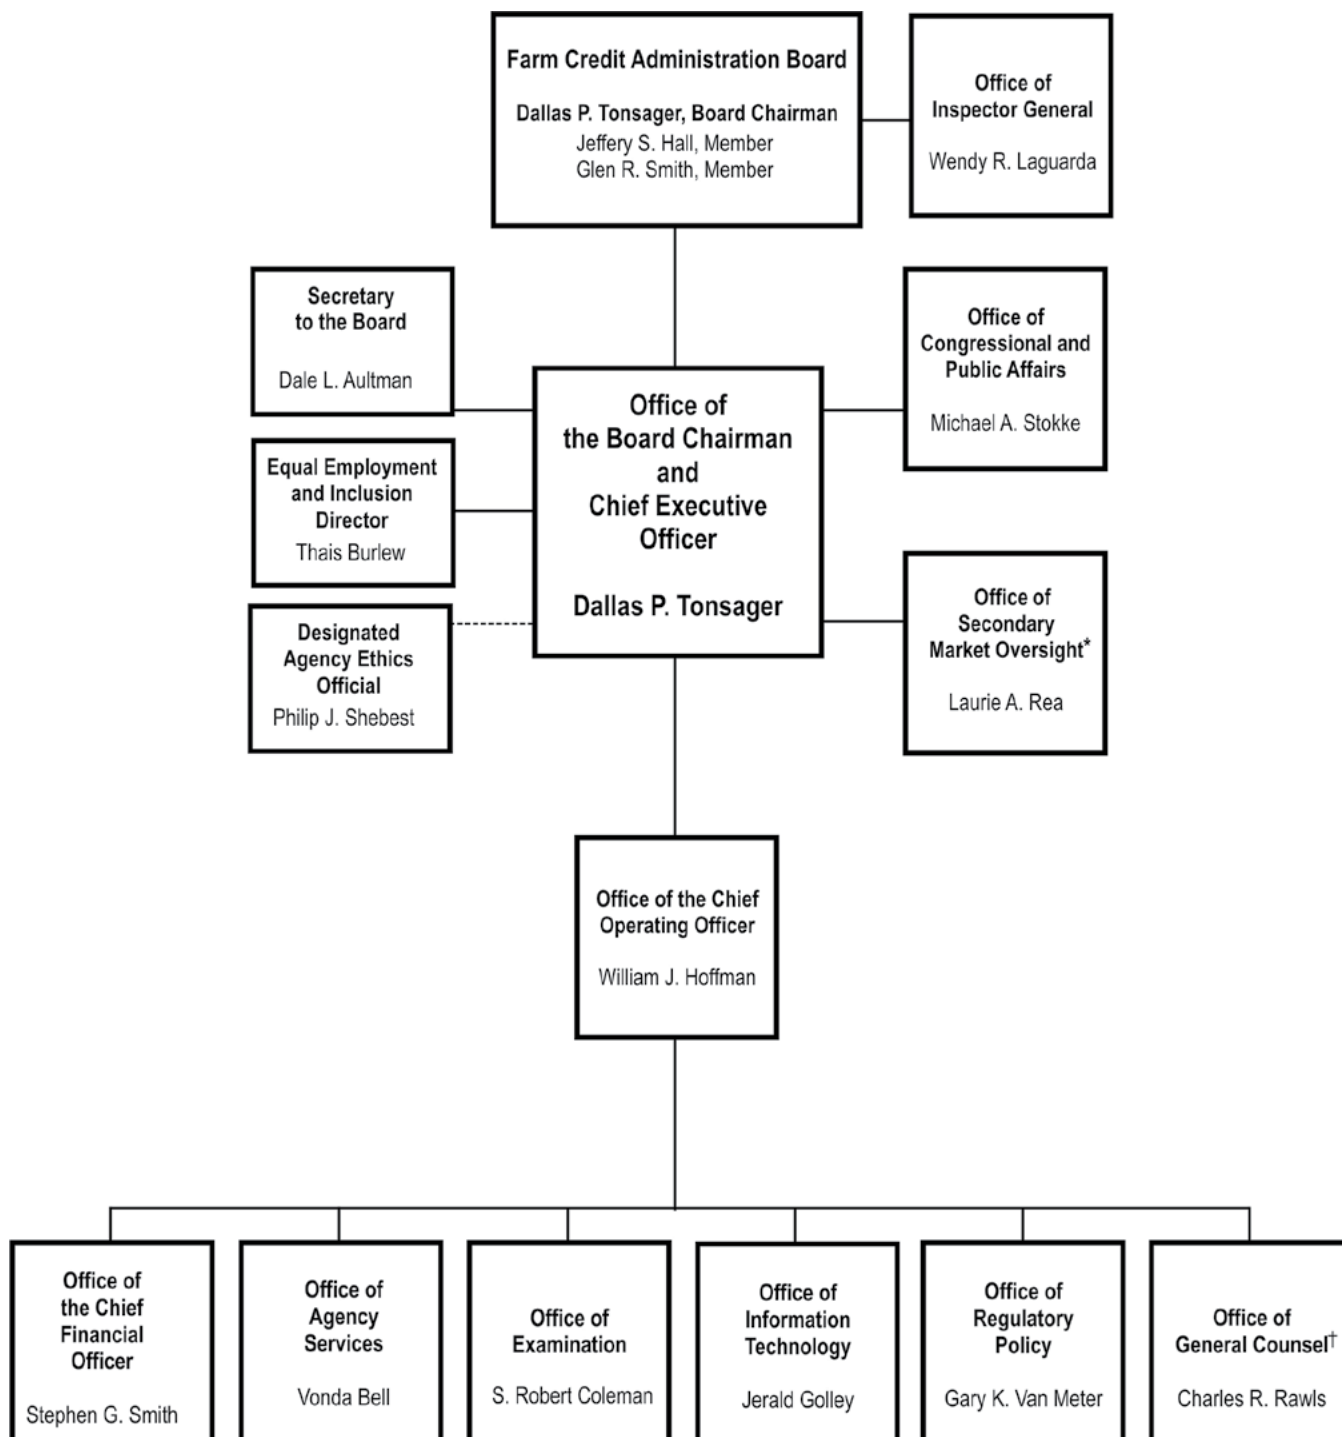 Farm Credit Administration Board
Dallas P. Tonsager, Board Chairman
Jeffery S. Hall, Member
Glen R. Smith, Member
Office of
Inspector General
Wendy R. Laguarda
Secretary
to the Board
Dale L. Aultman
Office of
Congressional and
Public Affairs
Michael A. Stokke
Office of
the Board Chairman
and
Chief Executive
Officer
Dallas P. Tonsager
Equal Employment
and Inclusion
Director
Thais Burlew
Designated
Agency Ethics
Official
Philip J. Shebest
Office of
Secondary
Market Oversight*
Laurie A. Rea
Office of the Chief
Operating Officer
William J. Hoffman
Office of
the Chief
Financial
Officer
Stephen G. Smith
Office of
Agency
Services
Vonda Bell
Office of
Examination
S. Robert Coleman
Office of
Information
Technology
Jerald Golley
Office of
Regulatory
Policy
Gary K. Van Meter
Office of
General Counsel†
Charles R. Rawls